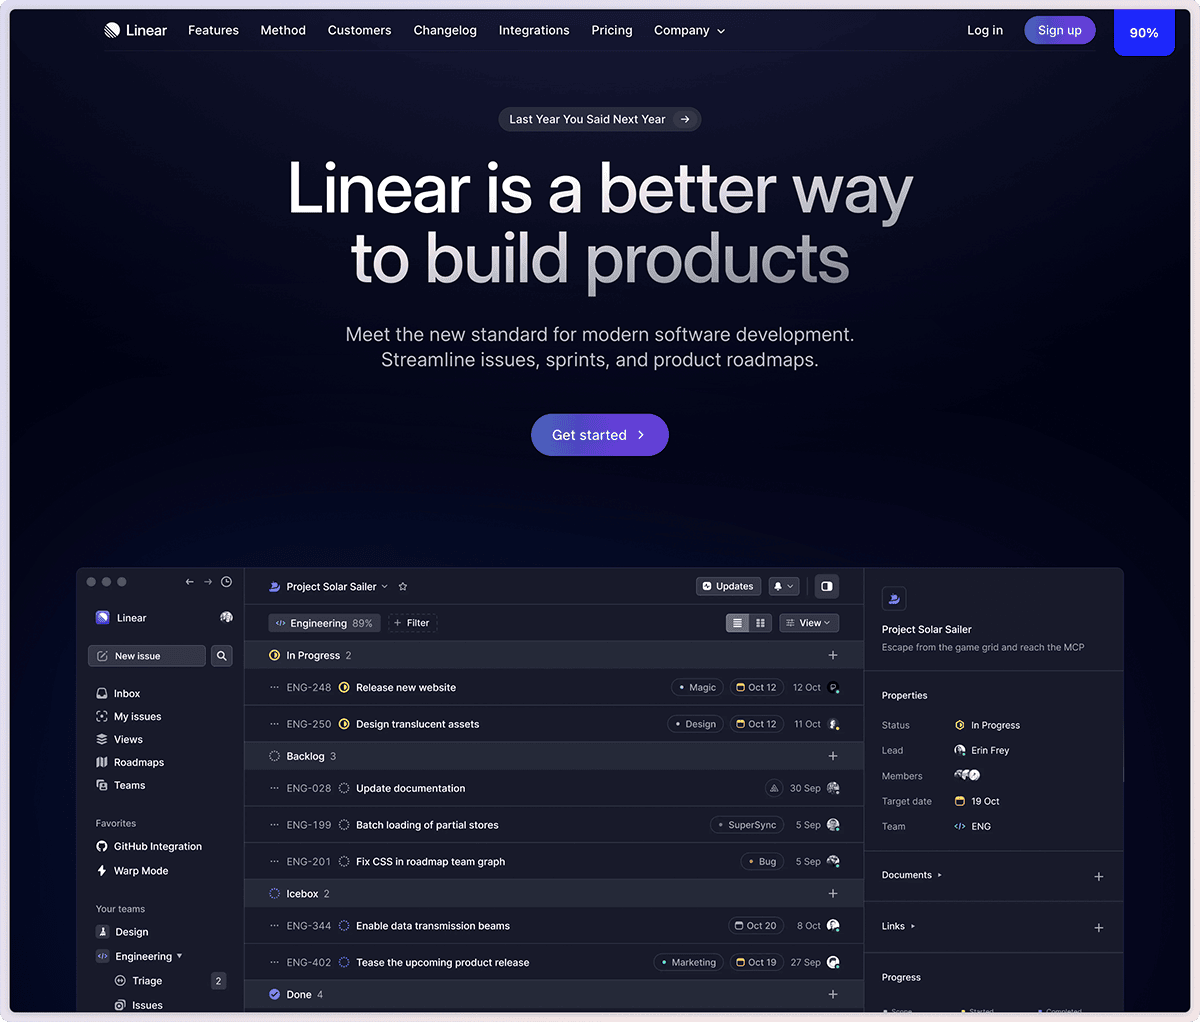 Linear Features Method Customers Changelog Integrations Pricing Company Log in Sign up 90%
Last Year You Said Next Year →
Linear is a better way
to build products
Meet the new standard for modern software development.
Streamline issues, sprints, and product roadmaps.
Get started
Linear
New issue
Inbox
My issues
Views
Roadmaps
Teams
Favorites
GitHub Integration
Warp Mode
Your teams
Design
Engineering
Triage 2
Issues
Project Solar Sailer Updates
Engineering 89% + Filter View
In Progress 2
ENG-248 Release new website Magic Oct 12 12 Oct
ENG-250 Design translucent assets Design Oct 12 11 Oct
Backlog 3
ENG-028 Update documentation 30 Sep
ENG-199 Batch loading of partial stores SuperSync 5 Sep
ENG-201 Fix CSS in roadmap team graph Bug 5 Sep
Icebox 2
ENG-344 Enable data transmission beams Oct 20 8 Oct
ENG-402 Tease the upcoming product release Marketing Oct 19 27 Sep
Done 4
Project Solar Sailer
Escape from the game grid and reach the MCP
Properties
Status In Progress
Lead Erin Frey
Members
Target date 19 Oct
Team ENG
Documents
Links
Progress
Scope Started Completed